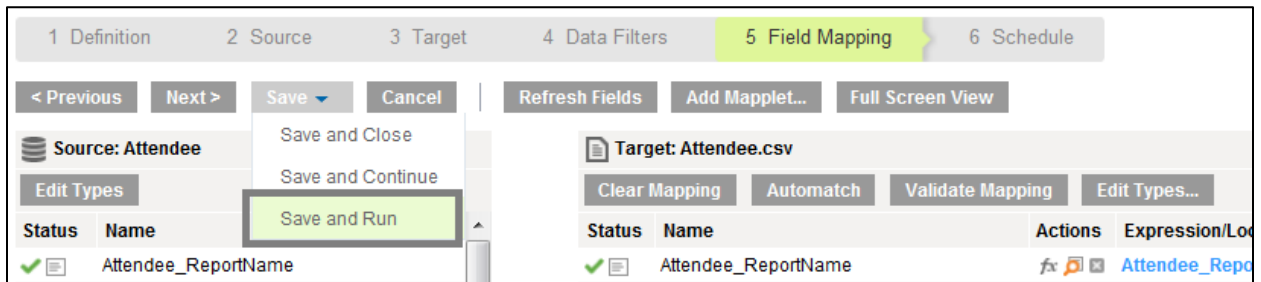 1 Definition 2 Source 3 Target 4 Data Filters 5 Field Mapping 6 Schedule
< Previous Next > Save Cancel Refresh Fields Add Mapplet... Full Screen View
Save and Close
Source: Attendee Target: Attendee.csv
Save and Continue
Edit Types Clear Mapping Automatch Validate Mapping Edit Types...
Save and Run
Status Name Status Name Actions Expression/Loo
Attendee_ReportName Attendee_ReportName fx Attendee_Repo